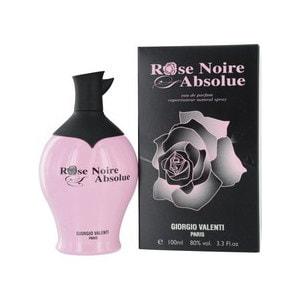 Rose Noire
Absolue
GIORGIO VALENTI
PARIS
Rose Noire
Absolue
eau de parfum
vaporisateur natural spray
GIORGIO VALENTI
PARIS
e 100ml 80% vol. 3.3 Fl.oz